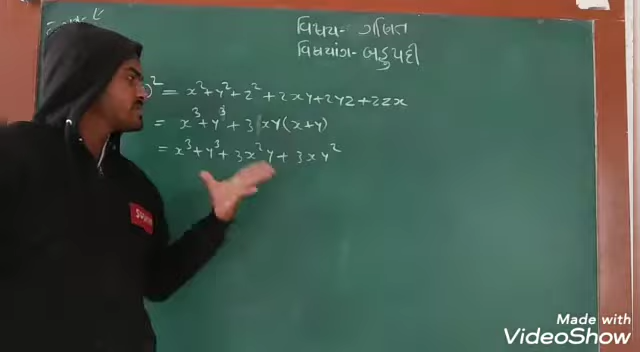 વિષય - ગણિત
વિષયાંગ - બહુપદી
)² = x² + y² + z² + 2xy + 2yz + 2zx
= x³ + y³ + 3xy(x+y)
= x³ + y³ + 3x²y + 3xy²
Made with
VideoShow